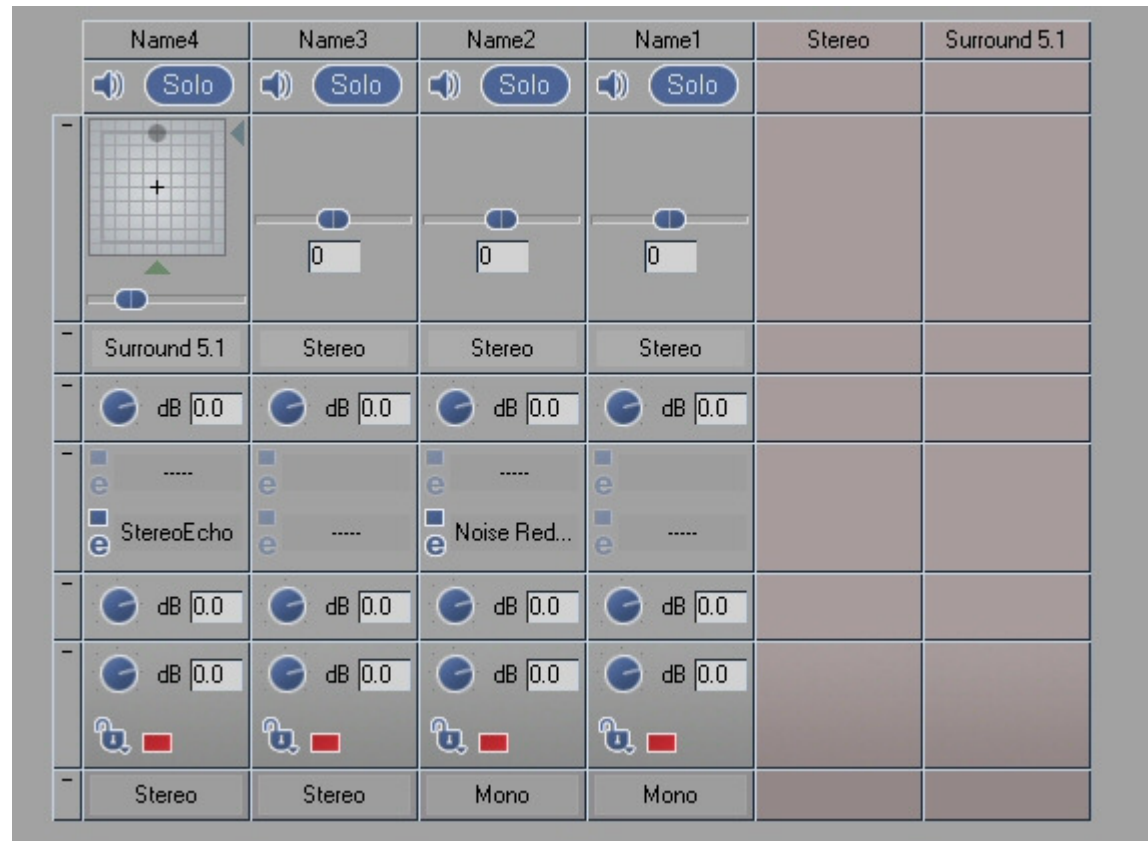 Name4 Name3 Name2 Name1 Stereo Surround 5.1
Solo Solo Solo Solo
-
0 0 0
-
Surround 5.1 Stereo Stereo Stereo
-
dB 0.0 dB 0.0 dB 0.0 dB 0.0
-
e ----- e e ----- e
e StereoEcho e ----- e Noise Red... e -----
-
dB 0.0 dB 0.0 dB 0.0 dB 0.0
-
dB 0.0 dB 0.0 dB 0.0 dB 0.0
-
Stereo Stereo Mono Mono